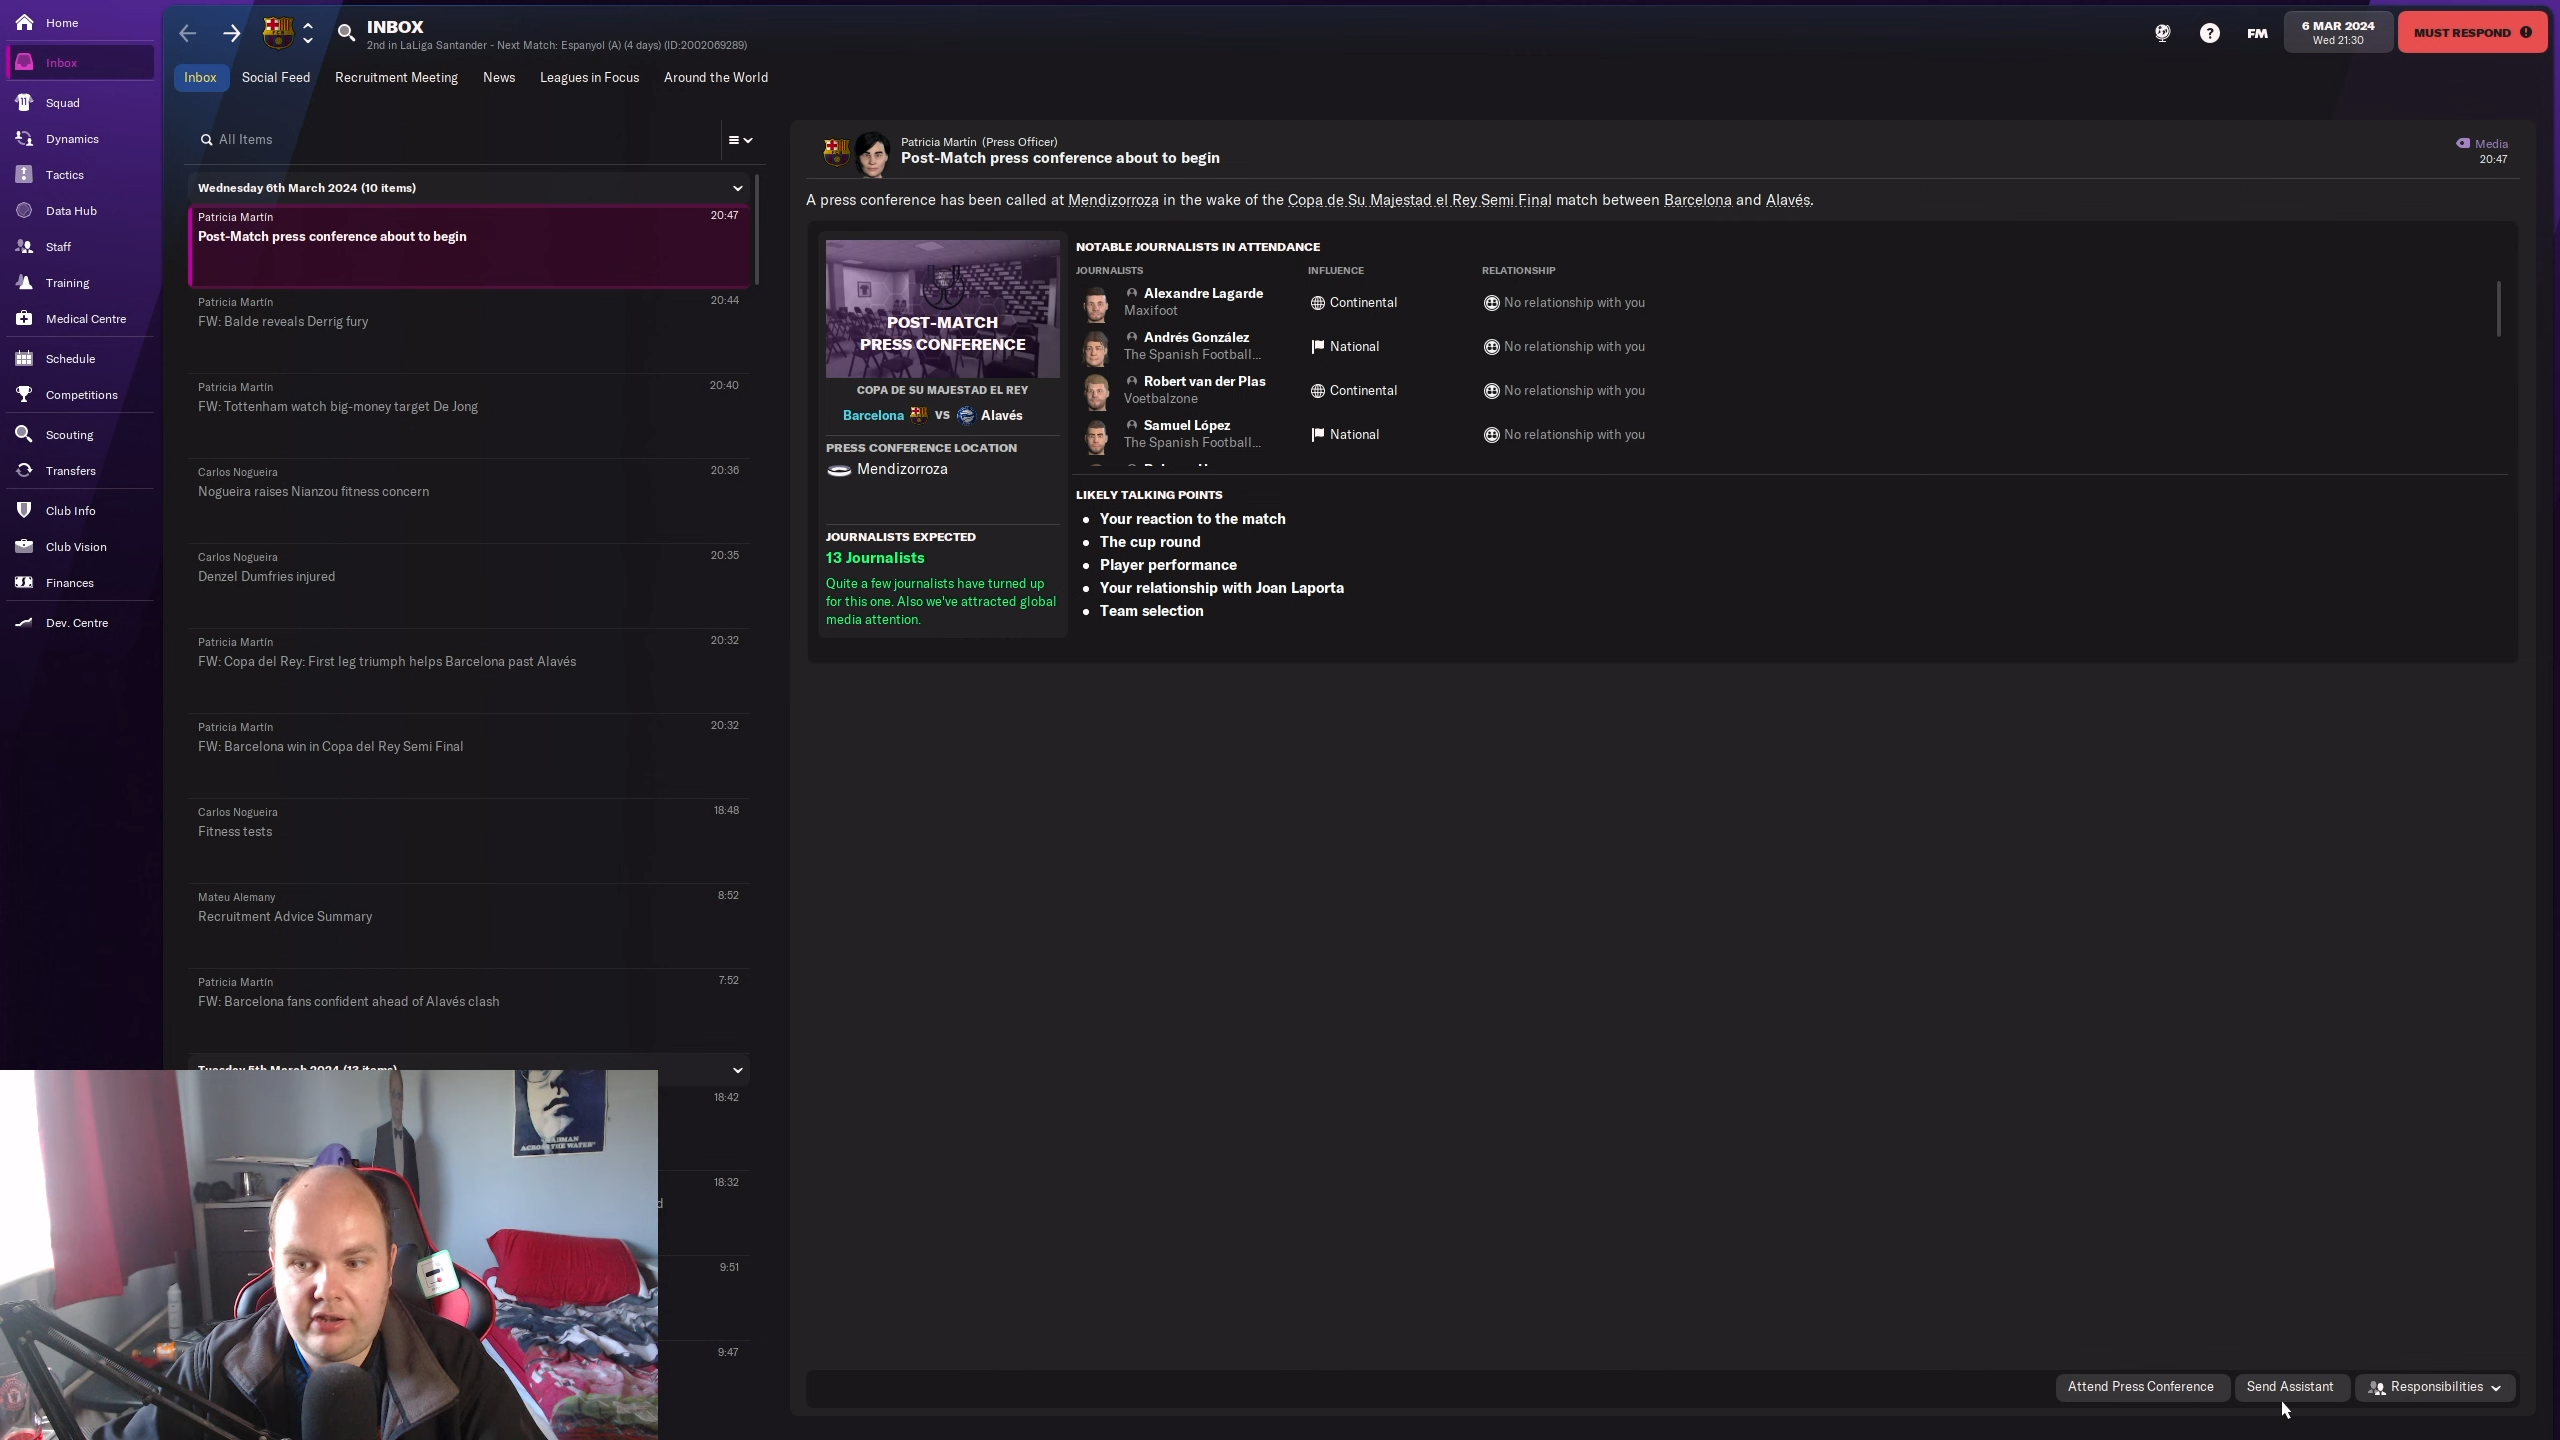 Home
Inbox
Squad
Dynamics
Tactics
Data Hub
Staff
Training
Medical Centre
Schedule
Competitions
Scouting
Transfers
Club Info
Club Vision
Finances
Dev. Centre
INBOX
2nd in LaLiga Santander - Next Match: Espanyol (A) (4 days) (ID:2002069289)
FM
6 MAR 2024
Wed 21:30
MUST RESPOND
Inbox Social Feed Recruitment Meeting News Leagues in Focus Around the World
All Items
Wednesday 6th March 2024 (10 items)
Patricia Martín 20:47
Post-Match press conference about to begin
Patricia Martín 20:44
FW: Balde reveals Derrig fury
Patricia Martín 20:40
FW: Tottenham watch big-money target De Jong
Carlos Nogueira 20:36
Nogueira raises Nianzou fitness concern
Carlos Nogueira 20:35
Denzel Dumfries injured
Patricia Martín 20:32
FW: Copa del Rey: First leg triumph helps Barcelona past Alavés
Patricia Martín 20:32
FW: Barcelona win in Copa del Rey Semi Final
Carlos Nogueira 18:48
Fitness tests
Mateu Alemany 8:52
Recruitment Advice Summary
Patricia Martín 7:52
FW: Barcelona fans confident ahead of Alavés clash
Tuesday 5th March 2024 (13 items)
18:42
18:32
d
9:51
9:47
MADMAN
ACROSS THE WATER
Patricia Martín (Press Officer)
Post-Match press conference about to begin
Media
20:47
A press conference has been called at Mendizorroza in the wake of the Copa de Su Majestad el Rey Semi Final match between Barcelona and Alavés.
POST-MATCH
PRESS CONFERENCE
COPA DE SU MAJESTAD EL REY
Barcelona VS Alavés
PRESS CONFERENCE LOCATION
Mendizorroza
JOURNALISTS EXPECTED
13 Journalists
Quite a few journalists have turned up
for this one. Also we've attracted global
media attention.
NOTABLE JOURNALISTS IN ATTENDANCE
JOURNALISTS INFLUENCE RELATIONSHIP
Alexandre Lagarde
Maxifoot
Continental No relationship with you
Andrés González
The Spanish Football...
National No relationship with you
Robert van der Plas
Voetbalzone
Continental No relationship with you
Samuel López
The Spanish Football...
National No relationship with you
LIKELY TALKING POINTS
Your reaction to the match
The cup round
Player performance
Your relationship with Joan Laporta
Team selection
Attend Press Conference Send Assistant Responsibilities